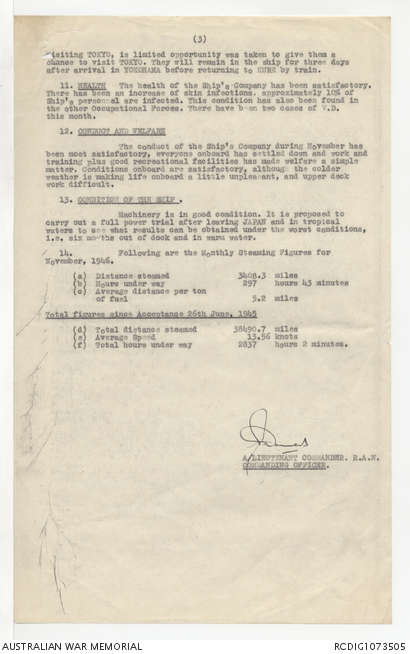 (3)
visiting TOKYO, is limited opportunity was taken to give them a
chance to visit TOKYO. They will remain in the ship for three days
after arrival in YOKOHAMA before returning to KURE by train.
11. HEALTH The health of the Ship's Company has been satisfactory.
There has been an increase of skin infections, approximately 10% of
Ship's personnel are infected. This condition has also been found in
the other Occupational Forces. There have been two cases of V.D.
this month.
12. CONDUCT AND WELFARE
The conduct of the Ship's Company during November has
been most satisfactory, everyone onboard has settled down and work and
training plus good recreational facilities has made welfare a simple
matter. Conditions onboard are satisfactory, although the colder
weather is making life onboard a little unpleasant, and upper deck
work difficult.
13. CONDITION OF THE SHIP.
Machinery is in good condition. It is proposed to
carry out a full power trial after leaving JAPAN and in tropical
waters to see what results can be obtained under the worst conditions,
i.e. six months out of dock and in warm water.
14. Following are the Monthly Steaming Figures for
November, 1946.
(a) Distance steamed 3408.3 miles
(b) Hours under way 297 hours 43 minutes
(c) Average distance per ton
of fuel 5.2 miles
Total figures since Acceptance 26th June, 1945
(d) Total distance steamed 38490.7 miles
(e) Average Speed 13.56 knots
(f) Total hours under way 2837 hours 2 minutes.
A/LIEUTENANT COMMANDER. R.A.N.
COMMANDING OFFICER.
AUSTRALIAN WAR MEMORIAL
RCDIG1073505